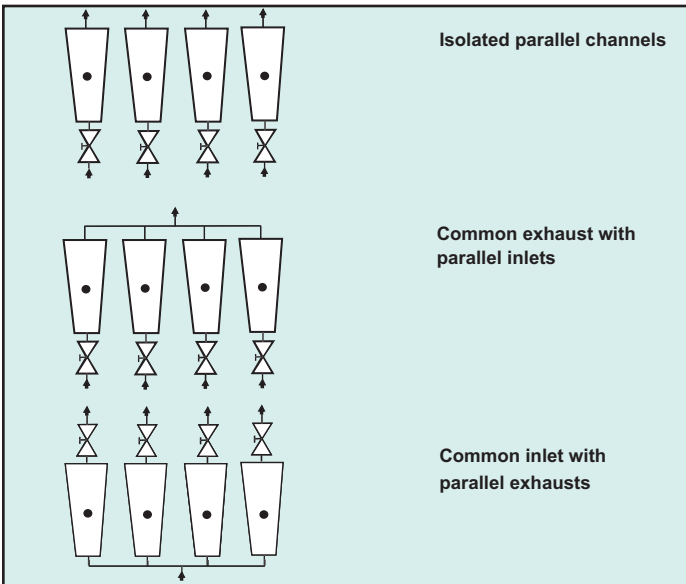 Isolated parallel channels
Common exhaust with
parallel inlets
Common inlet with
parallel exhausts